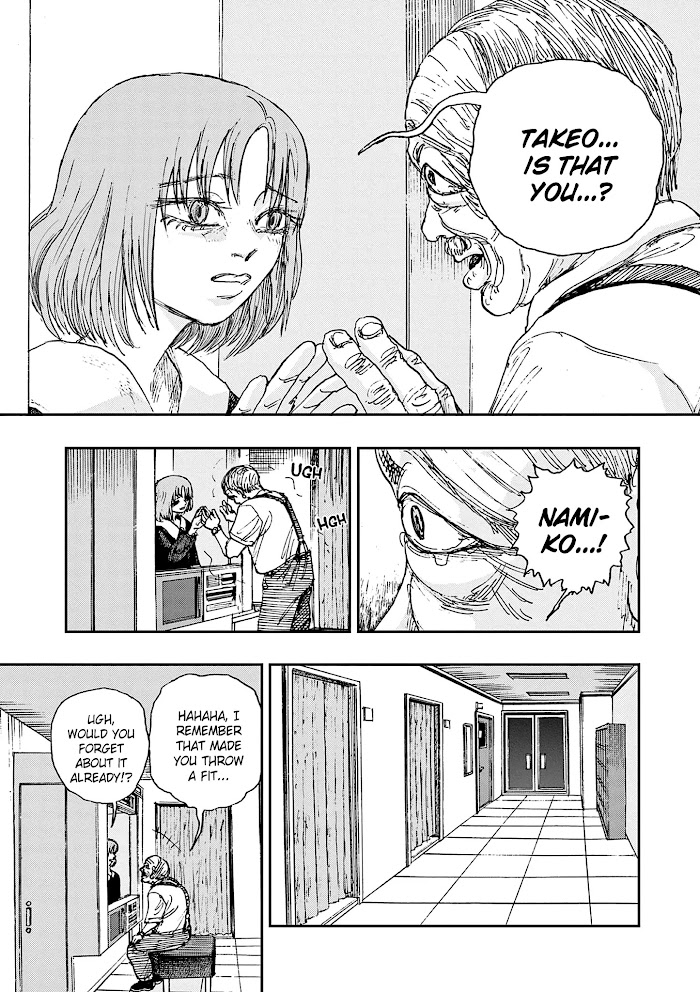 TAKEO...
IS THAT
YOU...?
NAMI-
KO...!
UGH
HGH
HAHAHA, I
REMEMBER
THAT MADE
YOU THROW
A FIT...
UGH,
WOULD YOU
FORGET
ABOUT IT
ALREADY!?